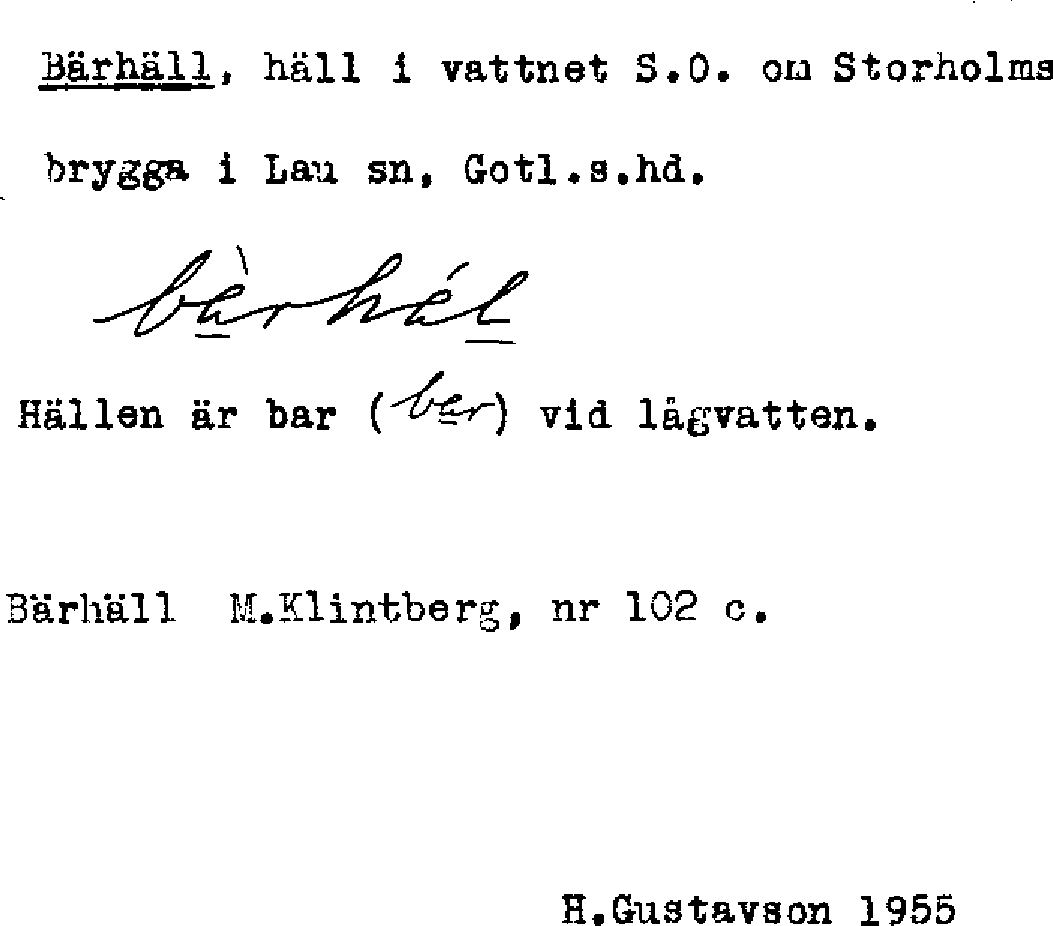 Bärhäll, häll i vattnet S.O. om Storholms
brygga i Lau sn, Gotl.s.hd.
bèrhél
Hällen är bar (ber) vid lågvatten.
Bärhäll M.Klintberg, nr 102 c.
H.Gustavson 1955